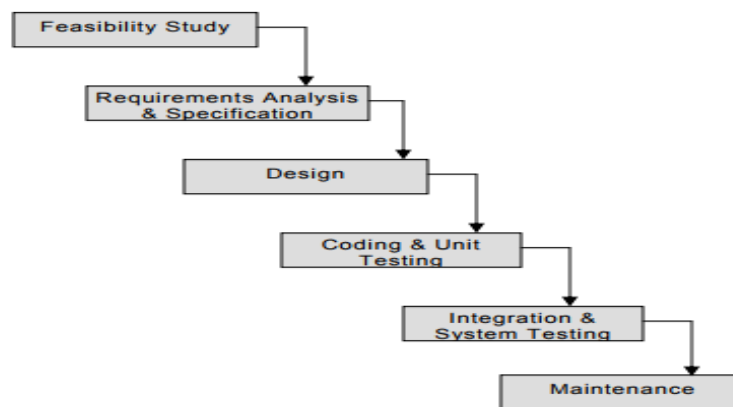 Feasibility Study
Requirements Analysis
& Specification
Design
Coding & Unit
Testing
Integration &
System Testing
Maintenance